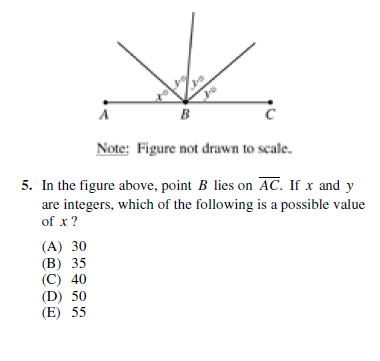 x° y° y° y°
A B C
Note: Figure not drawn to scale.
5. In the figure above, point B lies on AC. If x and y
are integers, which of the following is a possible value
of x ?
(A) 30
(B) 35
(C) 40
(D) 50
(E) 55